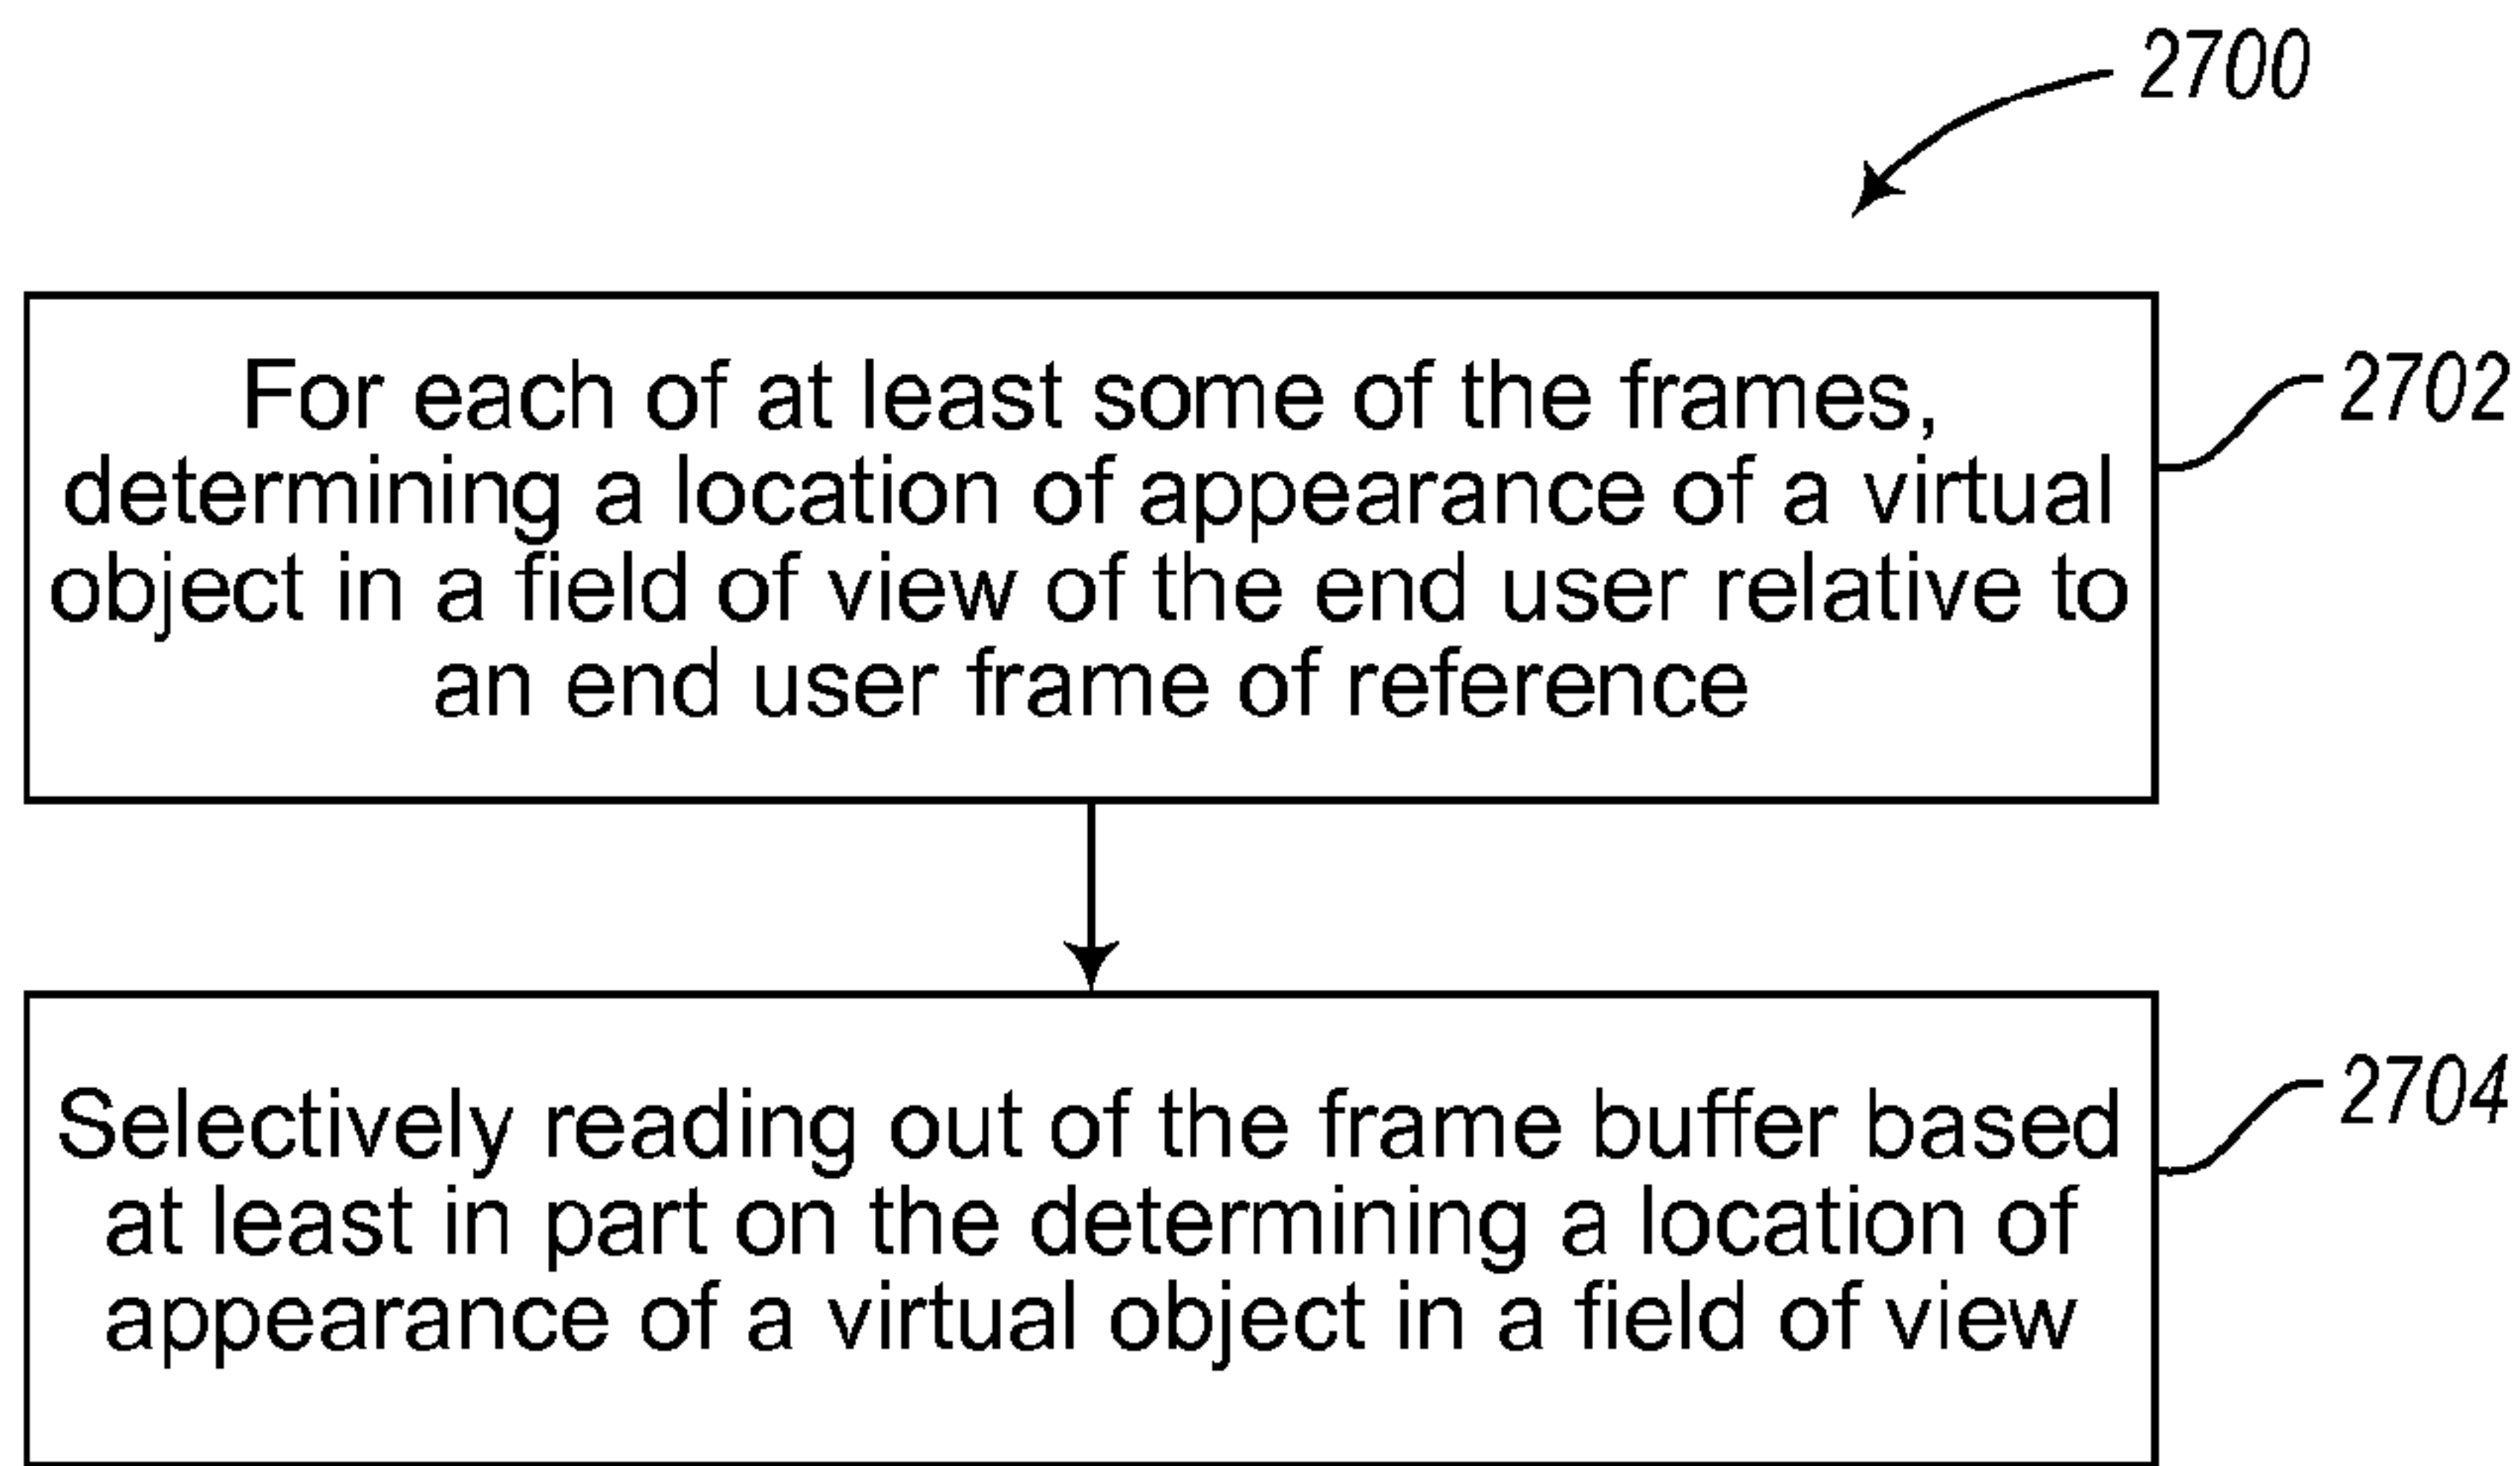 2700
For each of at least some of the frames,
determining a location of appearance of a virtual
object in a field of view of the end user relative to
an end user frame of reference
2702
Selectively reading out of the frame buffer based
at least in part on the determining a location of
appearance of a virtual object in a field of view
2704